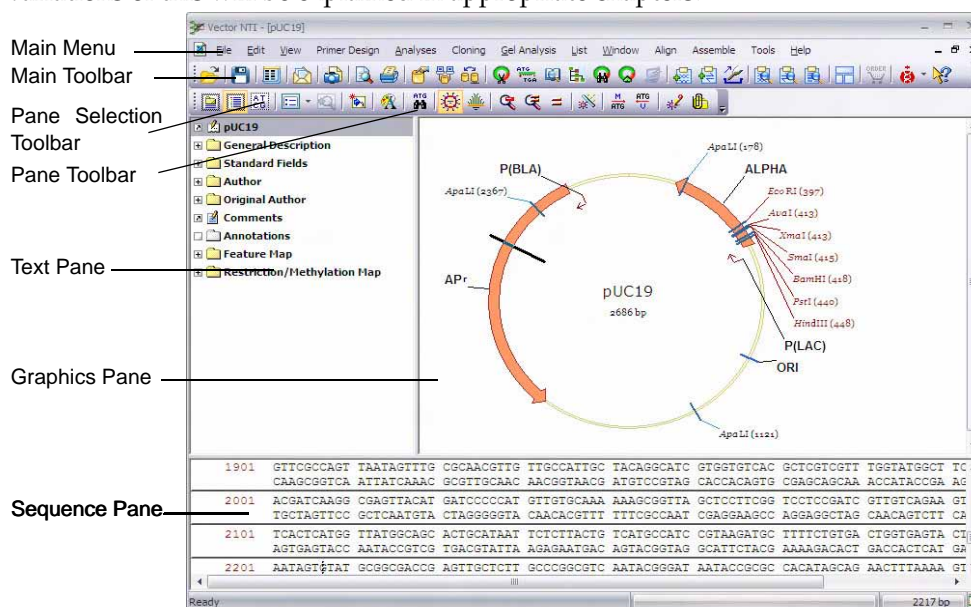 Vector NTI - [pUC19]
File Edit View Primer Design Analyses Cloning Gel Analysis List Window Align Assemble Tools Help
Main Menu
Main Toolbar
Pane Selection
Toolbar
Pane Toolbar
Text Pane
Graphics Pane
Sequence Pane
pUC19
General Description
Standard Fields
Author
Original Author
Comments
Annotations
Feature Map
Restriction/Methylation Map
ApaLI (178)
P(BLA)
ALPHA
ApaLI (2367)
EcoRI (397)
AvaI (413)
XmaI (413)
SmaI (415)
BamHI (418)
PstI (440)
HindIII (448)
APr
pUC19
2686 bp
P(LAC)
ORI
ApaLI (1121)
1901 GTTCGCCAGT TAATAGTTTG CGCAACGTTG TTGCCATTGC TACAGGCATC GTGGTGTCAC GCTCGTCGTT TGGTATGGCT TC
CAAGCGGTCA ATTATCAAAC GCGTTGCAAC AACGGTAACG ATGTCCGTAG CACCACAGTG CGAGCAGCAA ACCATACCGA AG
2001 ACGATCAAGG CGAGTTACAT GATCCCCCAT GTTGTGCAAA AAAGCGGTTA GCTCCTTCGG TCCTCCGATC GTTGTCAGAA GT
TGCTAGTTCC GCTCAATGTA CTAGGGGGTA CAACACGTTT TTTCGCCAAT CGAGGAAGCC AGGAGGCTAG CAACAGTCTT CA
2101 TCACTCATGG TTATGGCAGC ACTGCATAAT TCTCTTACTG TCATGCCATC CGTAAGATGC TTTTCTGTGA CTGGTGAGTA CT
AGTGAGTACC AATACCGTCG TGACGTATTA AGAGAATGAC AGTACGGTAG GCATTCTACG AAAAGACACT GACCACTCAT GA
2201 AATAGTGTAT GCGGCGACCG AGTTGCTCTT GCCCGGCGTC AATACGGGAT AATACCGCGC CACATAGCAG AACTTTAAAA GT
Ready
2217 bp